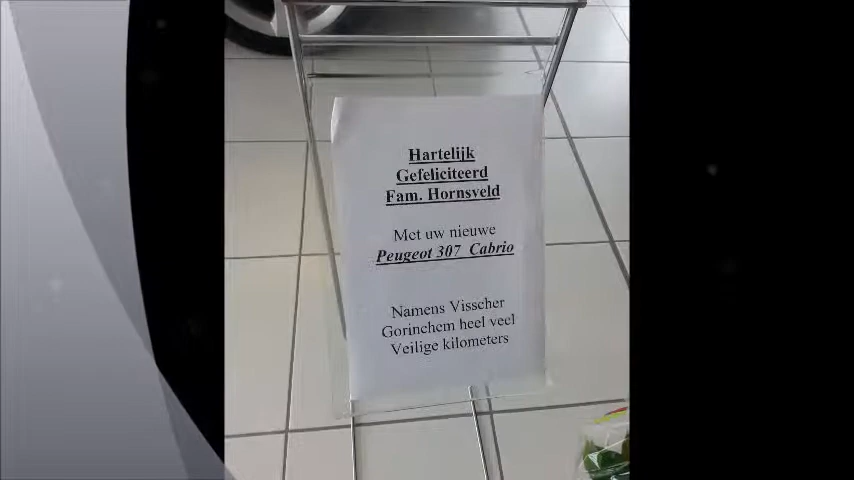 Hartelijk
Gefeliciteerd
Fam. Hornsveld
Met uw nieuwe
Peugeot 307 Cabrio
Namens Visscher
Gorinchem heel veel
Veilige kilometers